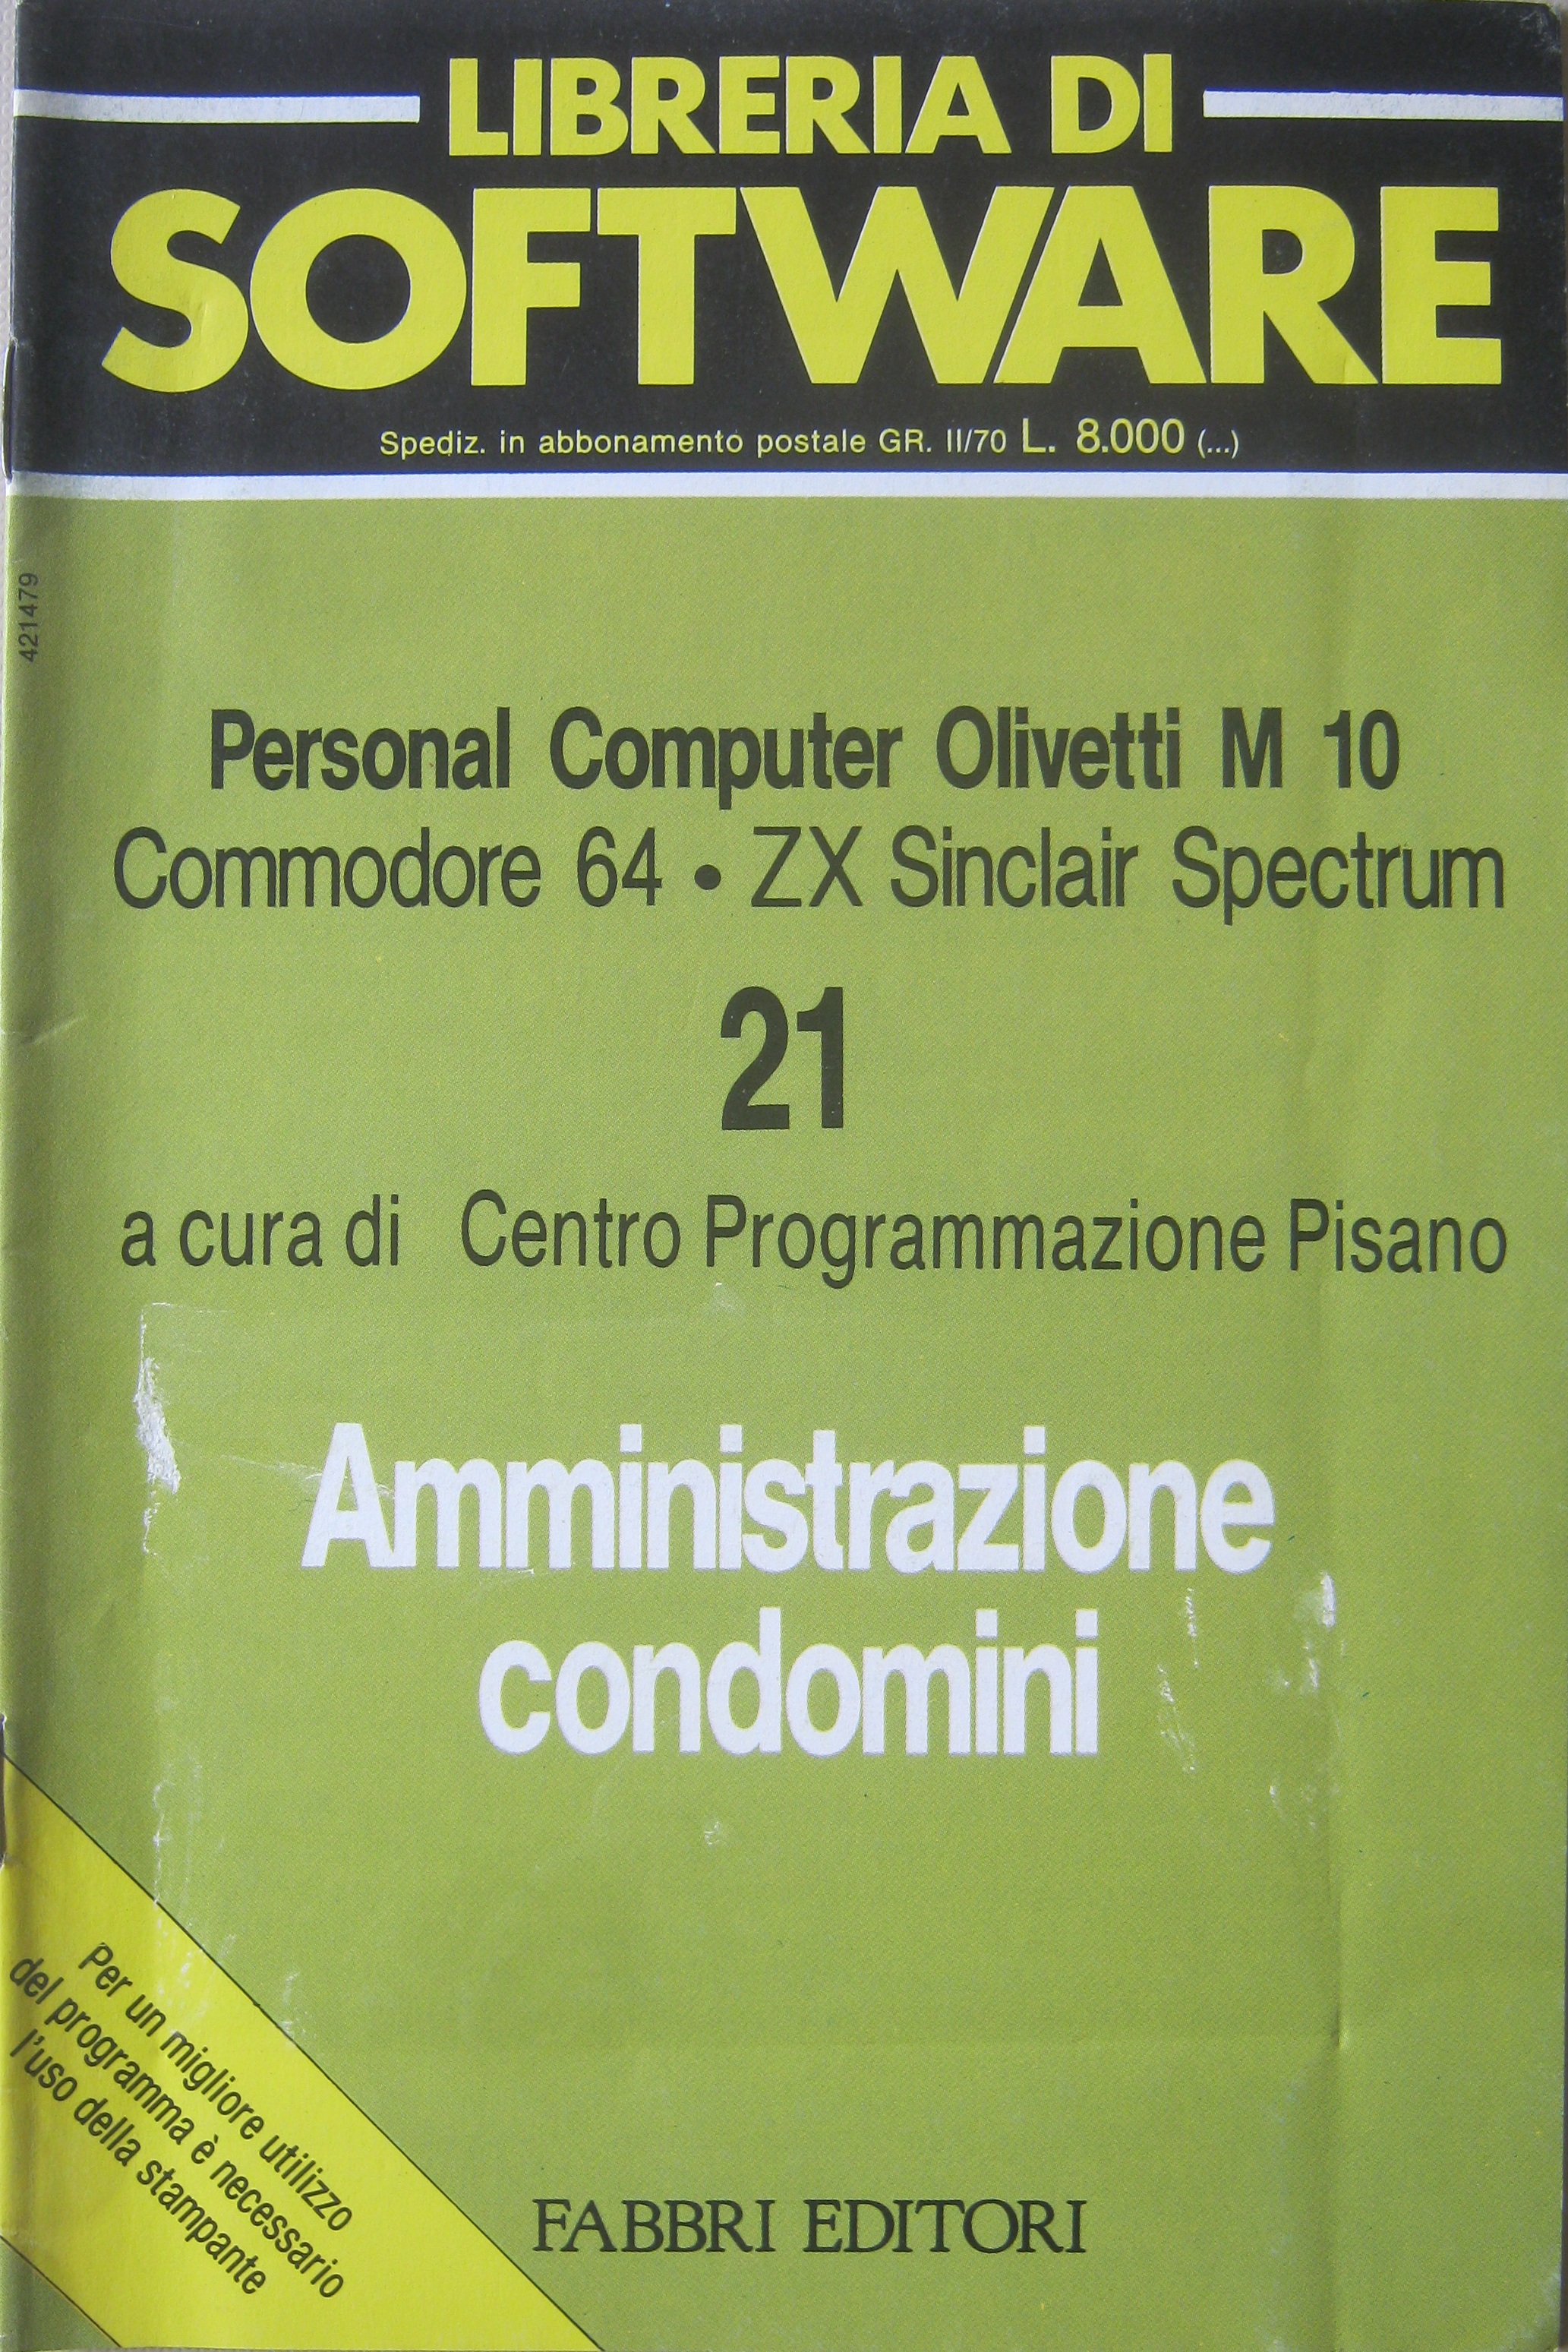 LIBRERIA DI
SOFTWARE
Spediz. in abbonamento postale GR. II/70 L. 8.000 (...)
421479
Personal Computer Olivetti M 10
Commodore 64 • ZX Sinclair Spectrum
21
a cura di Centro Programmazione Pisano
Amministrazione
condomini
Per un migliore utilizzo
del programma è necessario
l'uso della stampante
FABBRI EDITORI